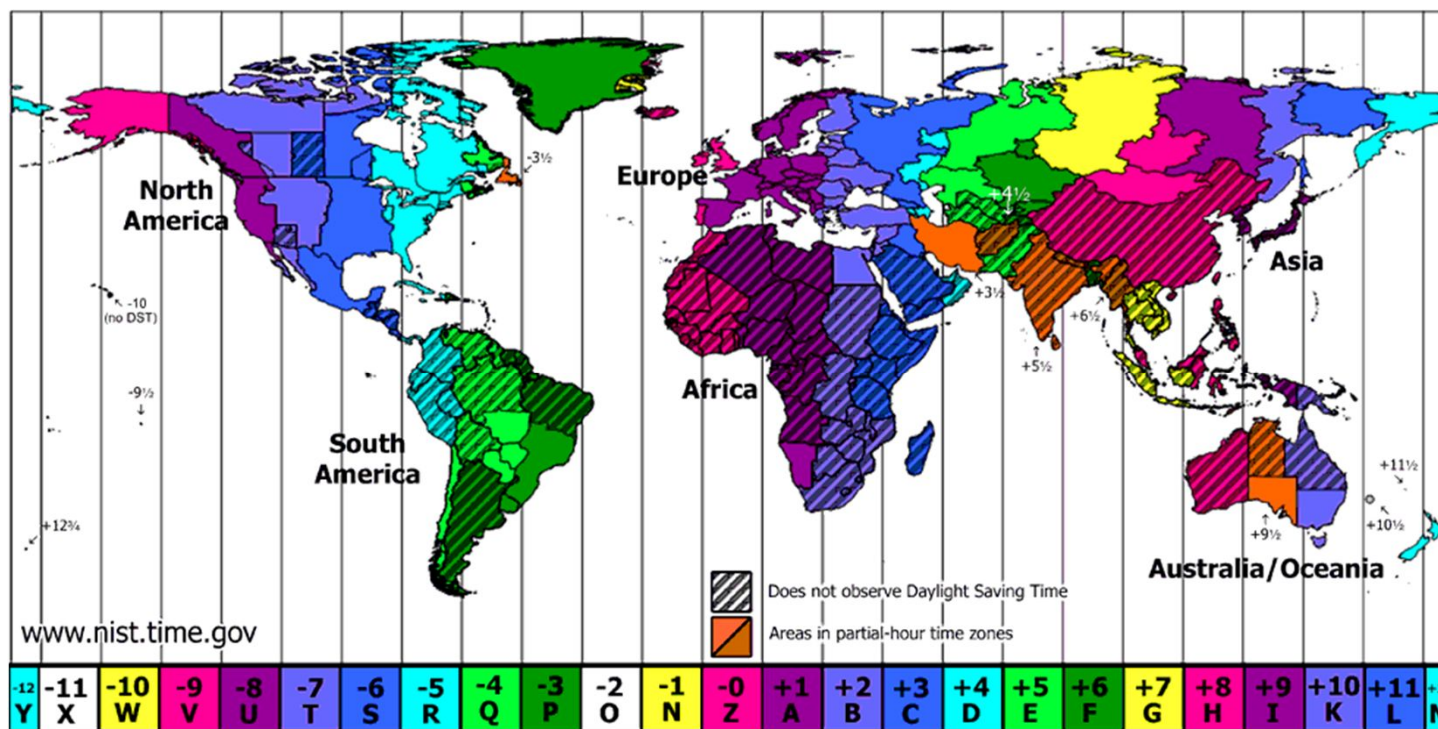 -3½
North
America
Europe
+4½
Asia
-10
(no DST)
+3½
+6½
+5½
-9½
Africa
South
America
+11½
+12¾
+9½
+10½
Australia/Oceania
Does not observe Daylight Saving Time
Areas in partial-hour time zones
www.nist.time.gov
-12 -11 -10 -9 -8 -7 -6 -5 -4 -3 -2 -1 -0 +1 +2 +3 +4 +5 +6 +7 +8 +9 +10 +11
Y X W V U T S R Q P O N Z A B C D E F G H I K L